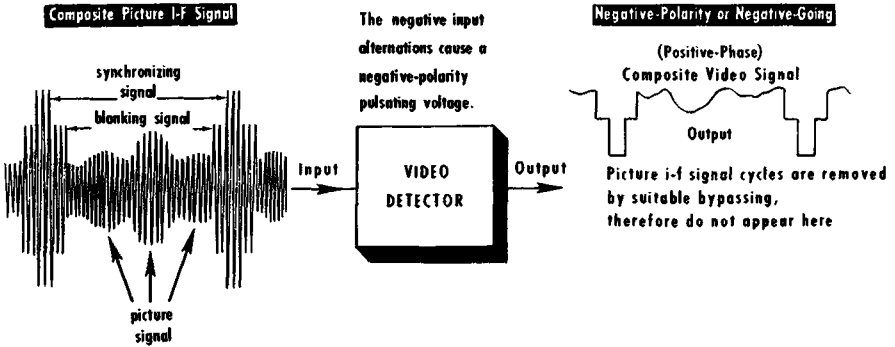 Composite Picture I-F Signal
synchronizing
signal
blanking signal
picture
signal
The negative input
alternations cause a
negative-polarity
pulsating voltage.
Input
VIDEO
DETECTOR
Output
Negative-Polarity or Negative-Going
(Positive-Phase)
Composite Video Signal
Output
Picture i-f signal cycles are removed
by suitable bypassing,
therefore do not appear here